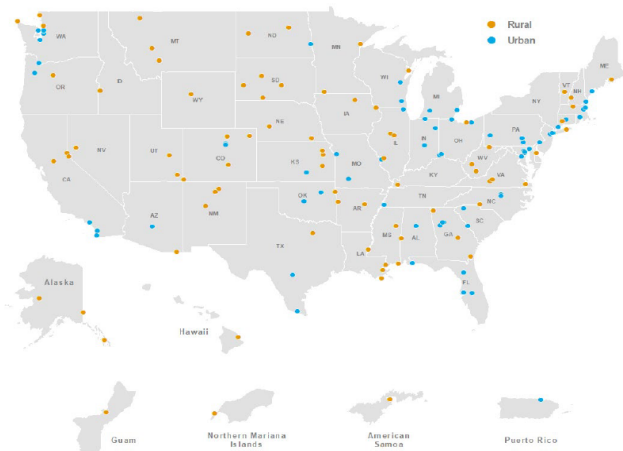 Rural
Urban
WA
MT
ND
MN
ME
VT
NH
OR
ID
SD
WI
MI
NY
WY
IA
PA
NE
NV
UT
CO
IL
IN
OH
WV
VA
KS
MO
KY
CA
NC
TN
AZ
NM
OK
AR
SC
MS
AL
GA
TX
LA
FL
Alaska
Hawaii
Guam
Northern Mariana
Islands
American
Samoa
Puerto Rico